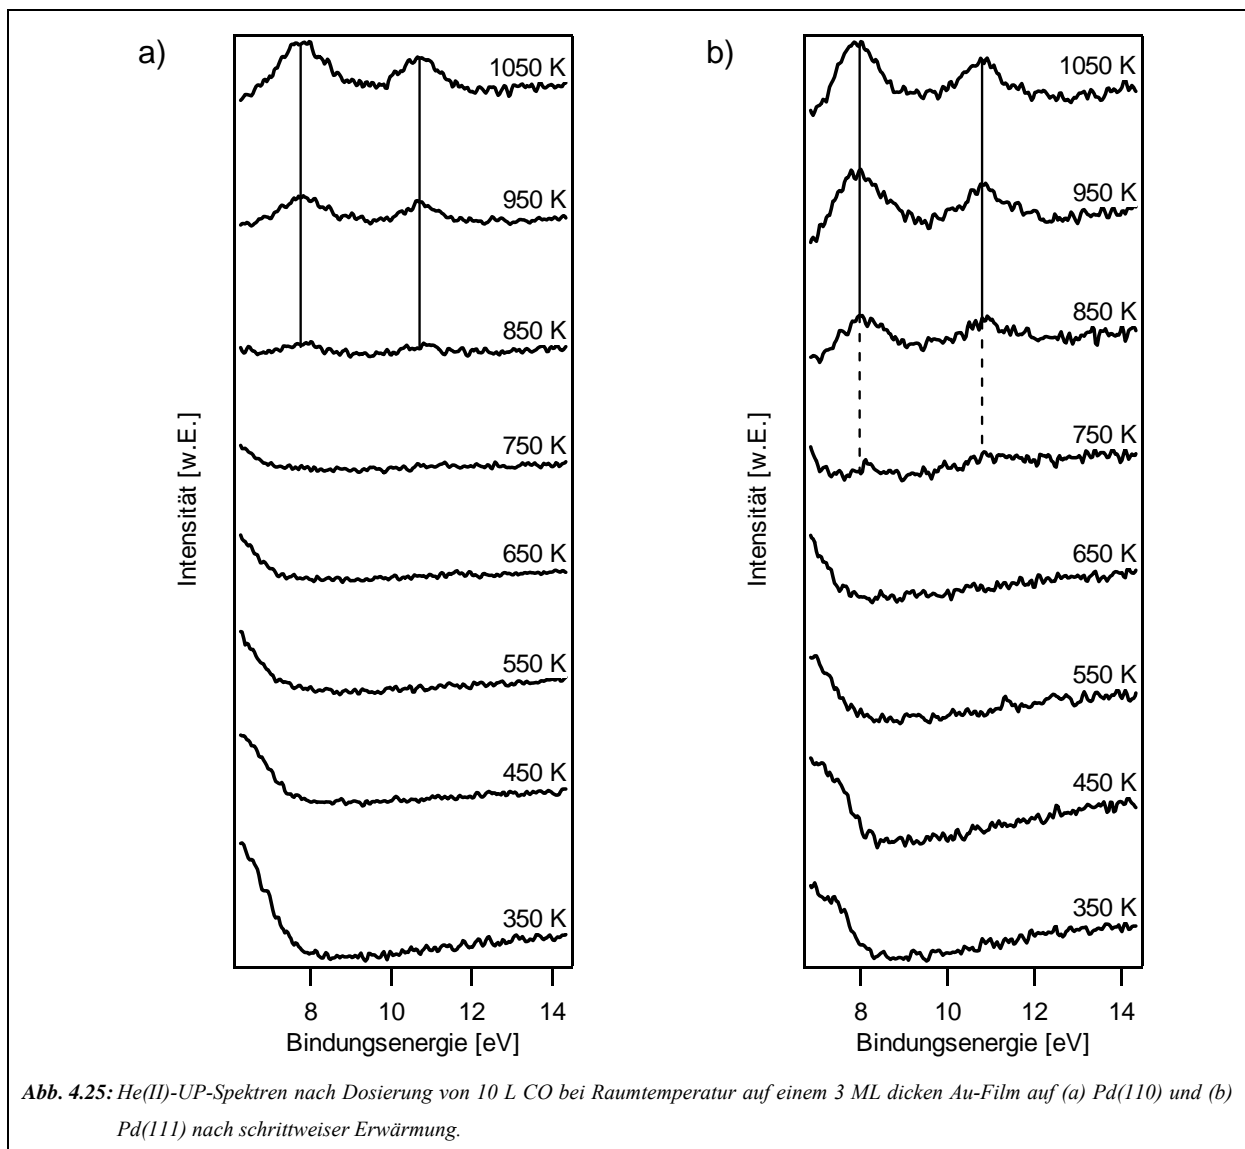 a)
1050 K
950 K
850 K
750 K
650 K
550 K
450 K
350 K
Intensität [w.E.]
8 10 12 14
Bindungsenergie [eV]
b)
1050 K
950 K
850 K
750 K
650 K
550 K
450 K
350 K
Intensität [w.E.]
8 10 12 14
Bindungsenergie [eV]
Abb. 4.25: He(II)-UP-Spektren nach Dosierung von 10 L CO bei Raumtemperatur auf einem 3 ML dicken Au-Film auf (a) Pd(110) und (b)
Pd(111) nach schrittweiser Erwärmung.